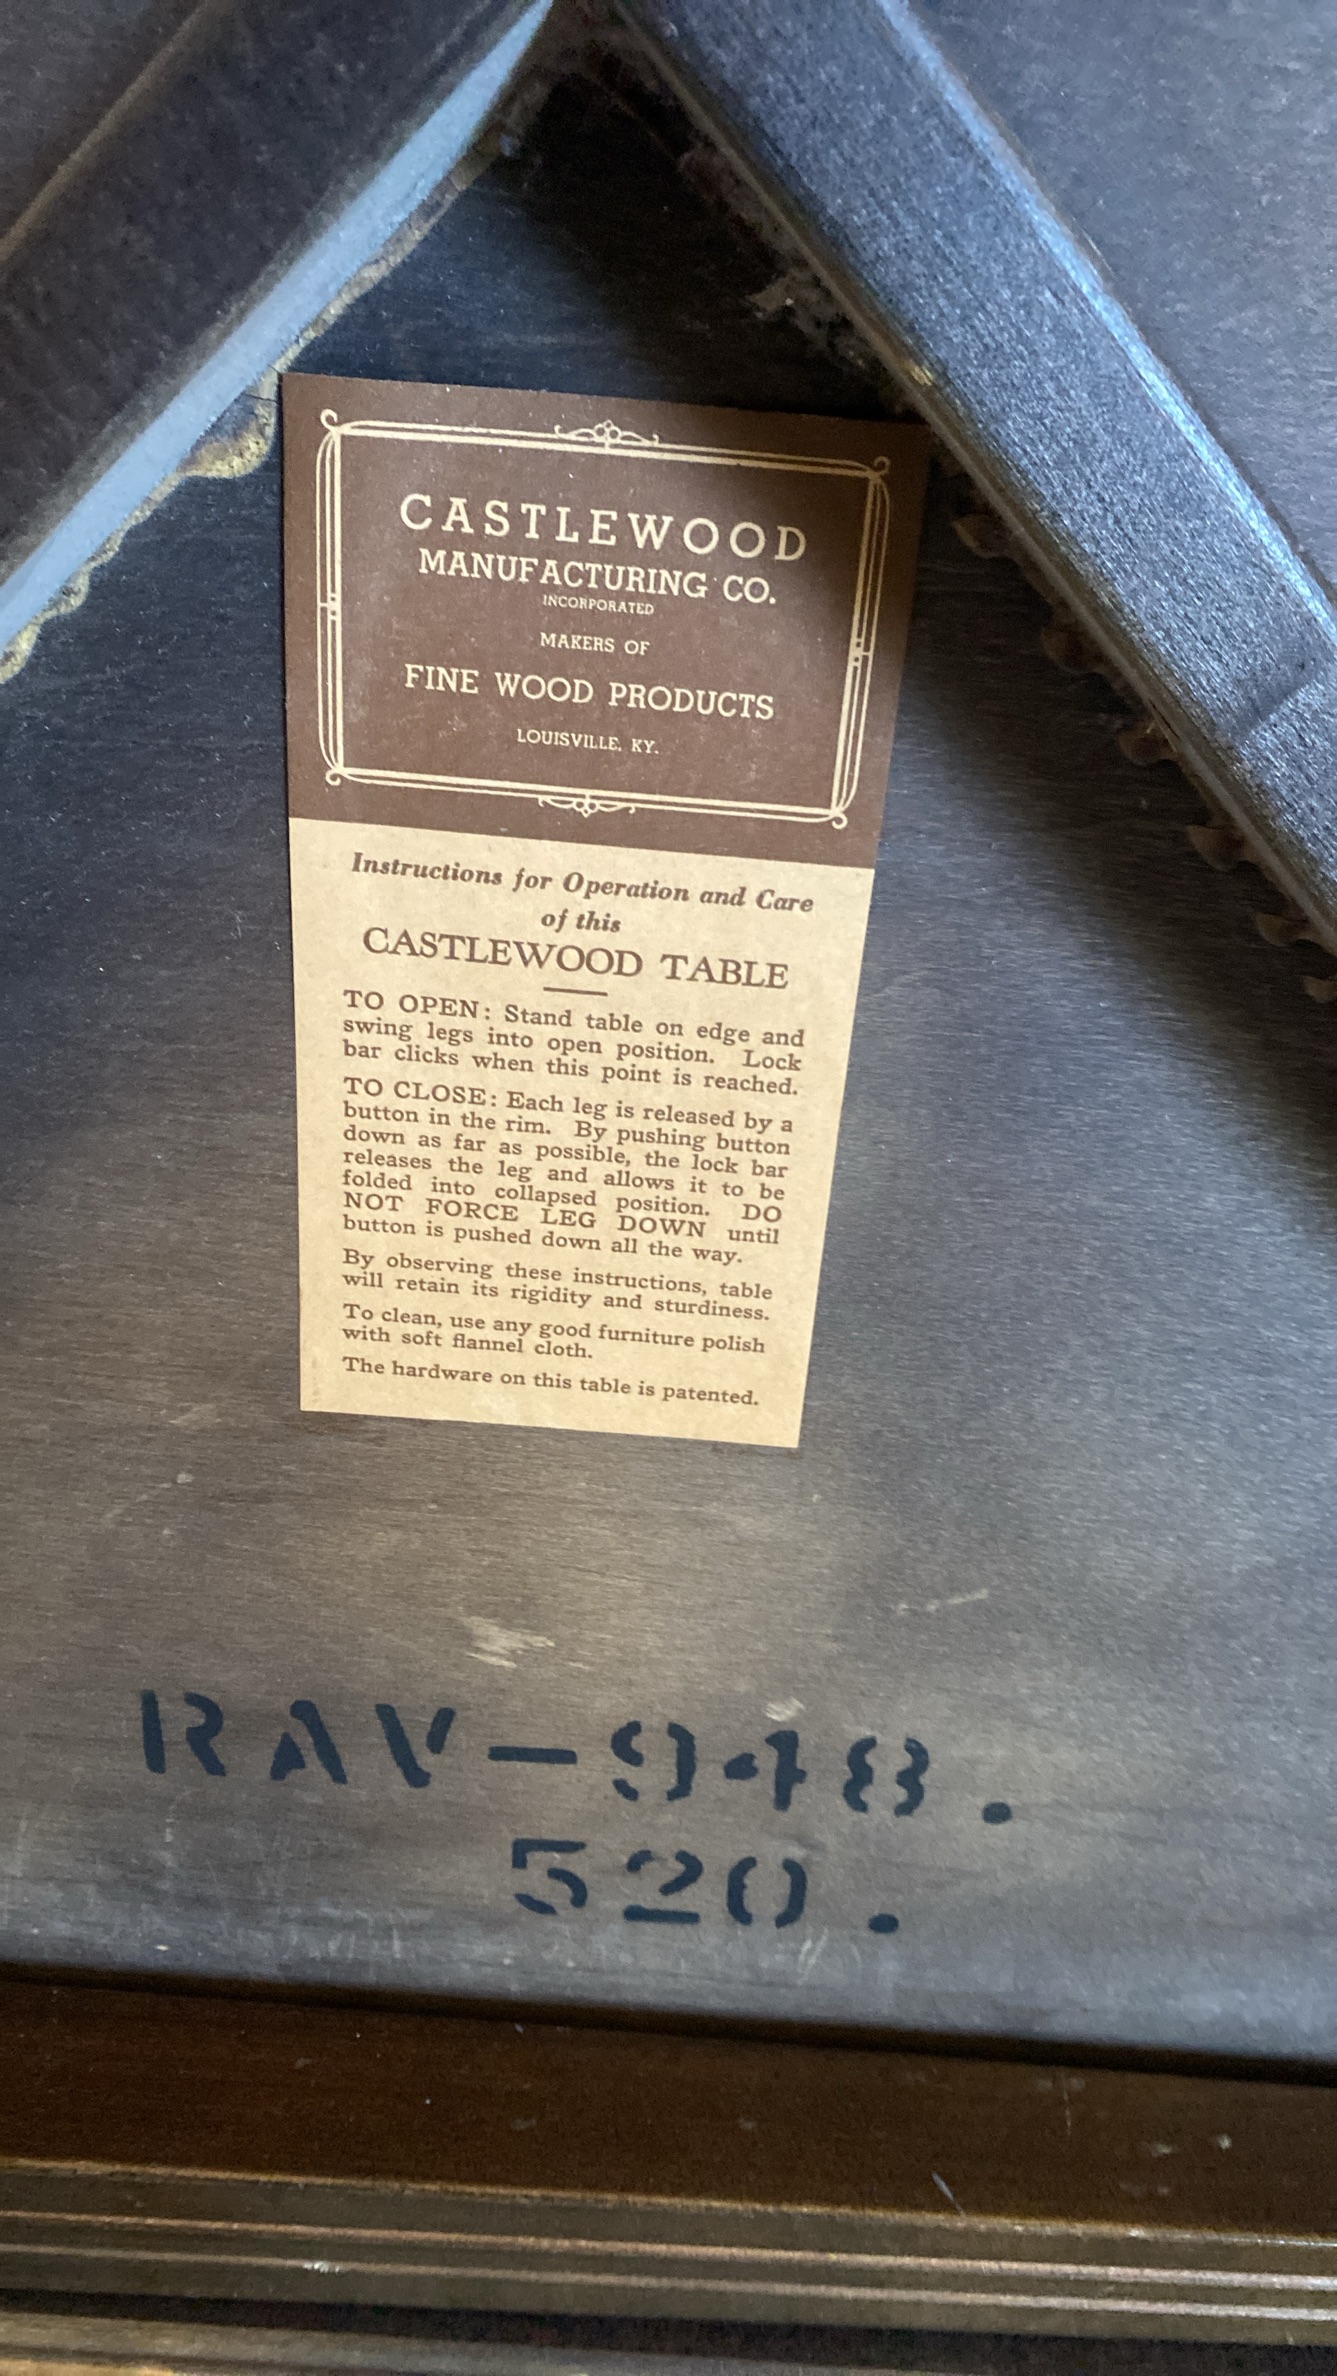 CASTLEWOOD
MANUFACTURING CO.
INCORPORATED
MAKERS OF
FINE WOOD PRODUCTS
LOUISVILLE, KY.
Instructions for Operation and Care
of this
CASTLEWOOD TABLE
TO OPEN: Stand table on edge and
swing legs into open position. Lock
bar clicks when this point is reached.
TO CLOSE: Each leg is released by a
button in the rim. By pushing button
down as far as possible, the lock bar
releases the leg and allows it to be
folded into collapsed position. DO
NOT FORCE LEG DOWN until
button is pushed down all the way.
By observing these instructions, table
will retain its rigidity and sturdiness.
To clean, use any good furniture polish
with soft flannel cloth.
The hardware on this table is patented.
RAV-948.
520.